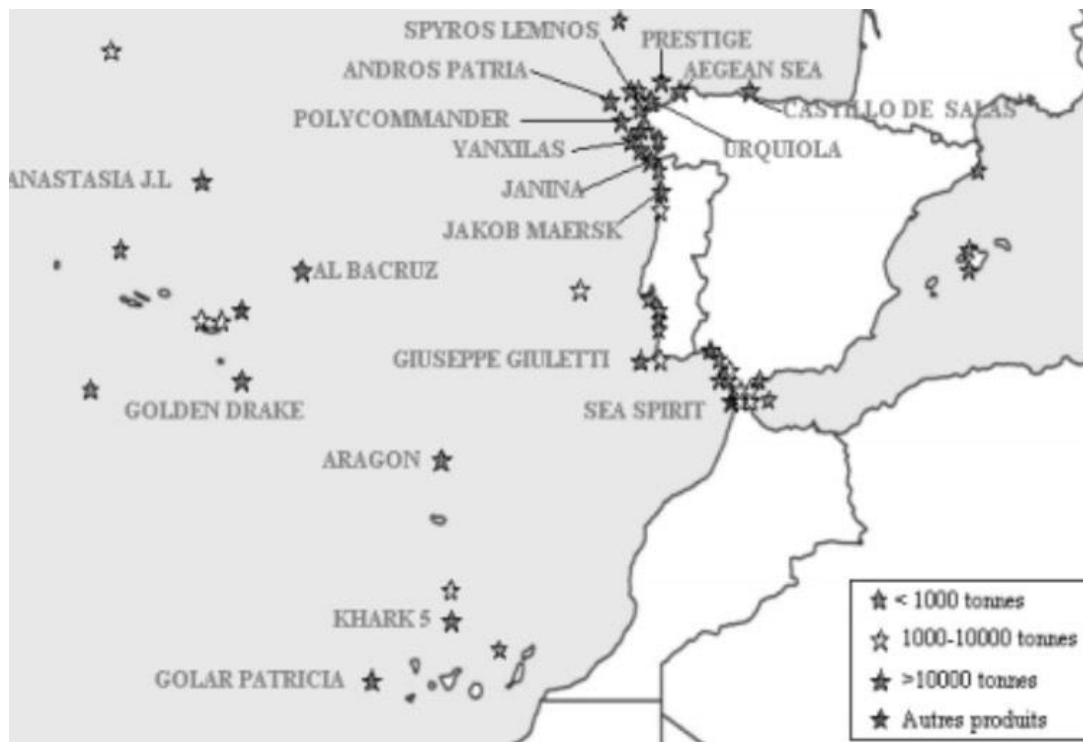 SPYROS LEMNOS
PRESTIGE
ANDROS PATRIA
AEGEAN SEA
CASTILLO DE SALAS
POLYCOMMANDER
YANXILAS
URQUIOLA
ANASTASIA J.L
JANINA
JAKOB MAERSK
AL BACRUZ
GIUSEPPE GIULETTI
GOLDEN DRAKE
SEA SPIRIT
ARAGON
KHARK 5
GOLAR PATRICIA
< 1000 tonnes
1000-10000 tonnes
>10000 tonnes
Autres produits